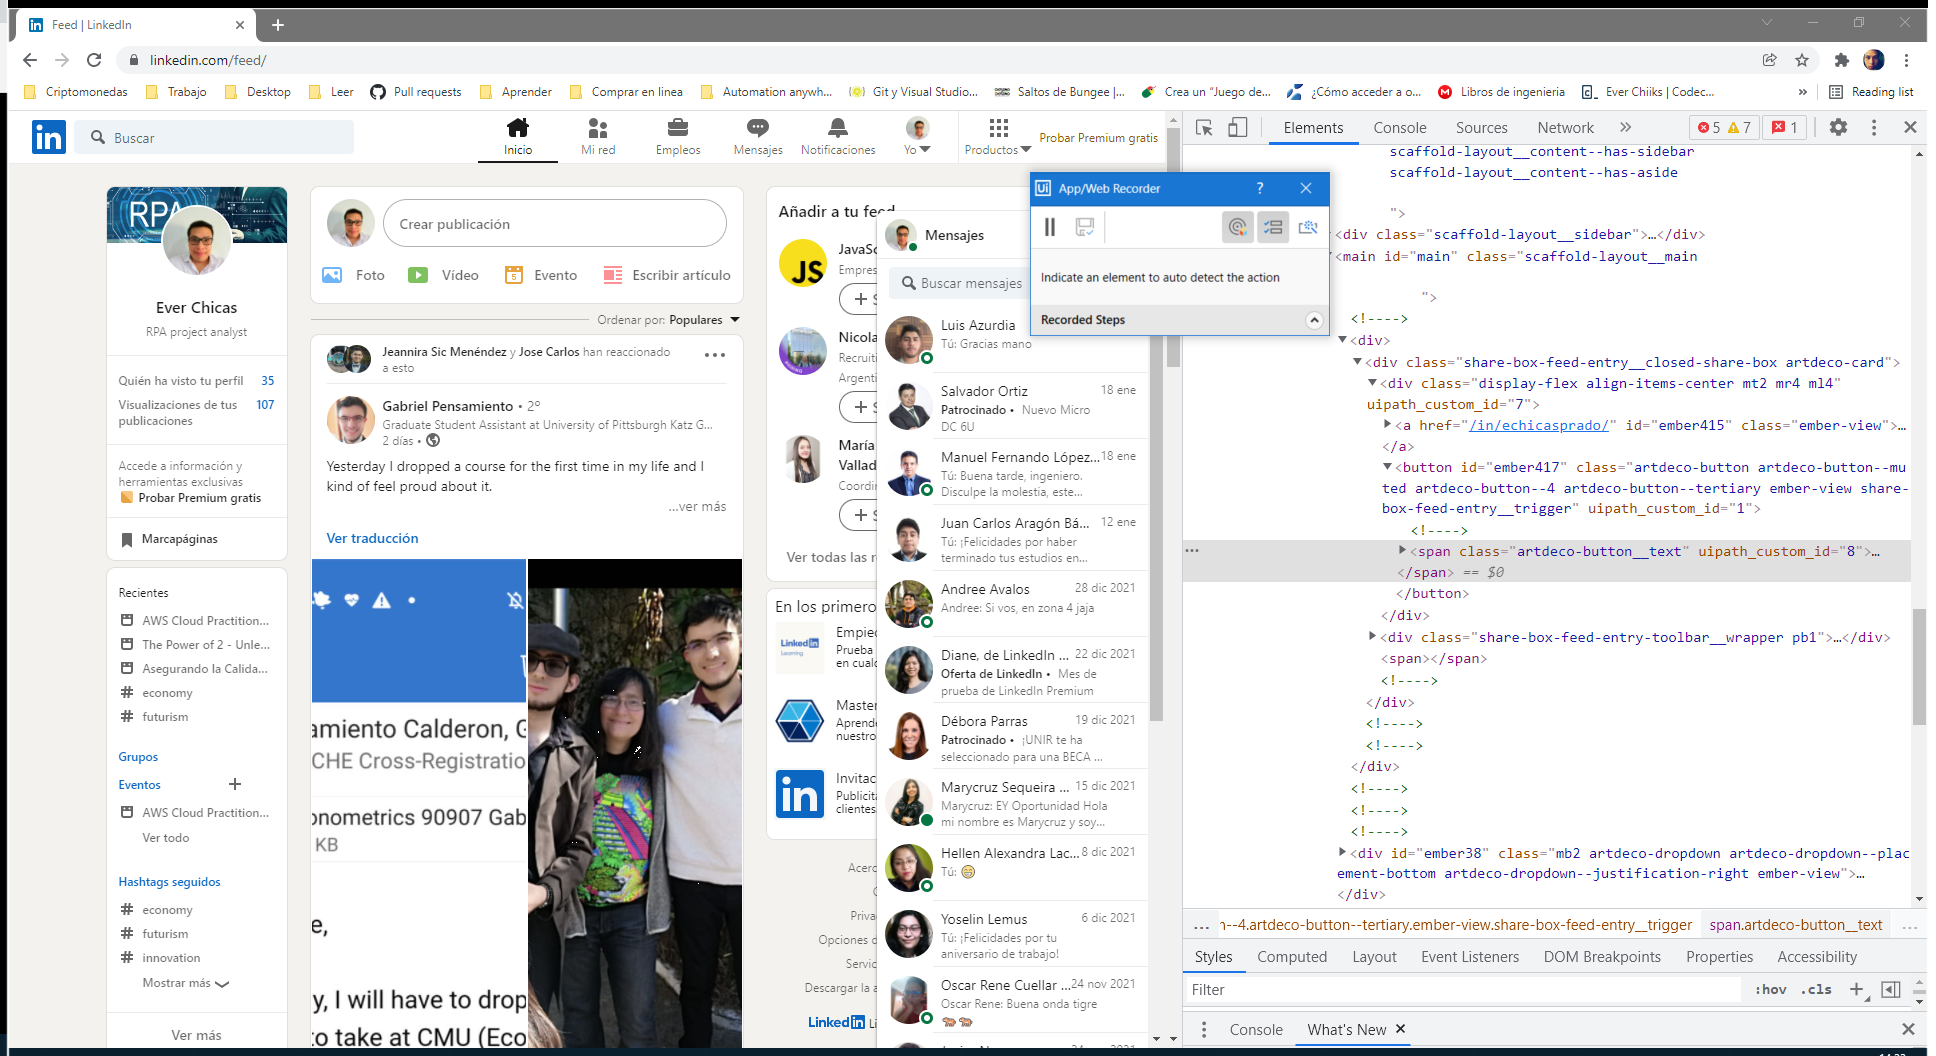 Feed | LinkedIn
linkedin.com/feed/
Criptomonedas
Trabajo
Desktop
Leer
Pull requests
Aprender
Comprar en linea
Automation anywh...
Git y Visual Studio...
Saltos de Bungee |...
Crea un "Juego de...
¿Cómo acceder a o...
Libros de ingenieria
Ever Chiiks | Codec...
»
Reading list
in
Buscar
Inicio
Mi red
Empleos
Mensajes
Notificaciones
Yo
Productos
Probar Premium gratis
RPA
Ever Chicas
RPA project analyst
Quién ha visto tu perfil 35
Visualizaciones de tus 107
publicaciones
Accede a información y
herramientas exclusivas
Probar Premium gratis
Marcapáginas
Recientes
AWS Cloud Practition...
The Power of 2 - Unle...
Asegurando la Calida...
# economy
# futurism
Grupos
Eventos +
AWS Cloud Practition...
Ver todo
Hashtags seguidos
# economy
# futurism
# innovation
Mostrar más
Ver más
Crear publicación
Foto
Vídeo
Evento
Escribir artículo
Ordenar por: Populares
Jeannira Sic Menéndez y Jose Carlos han reaccionado
a esto
Gabriel Pensamiento • 2º
Graduate Student Assistant at University of Pittsburgh Katz G...
2 días •
Yesterday I dropped a course for the first time in my life and I
kind of feel proud about it.
...ver más
Ver traducción
amiento Calderon, G
CHE Cross-Registratio
onometrics 90907 Gab
KB
e,
y, I will have to drop
to take at CMU (Eco
Añadir a tu feed
JS
JavaSc
Empres
+ S
Nicola
Recruiti
Argenti
+ S
María
Vallad
Coordin
+ S
Ver todas las r
En los primero
LinkedIn
Learning
Empiec
Prueba
en cualq
Master
Aprende
nuestro
in
Invitac
Publicita
clientes
Acerc
Priva
Opciones d
Servic
Descargar la a
LinkedIn Li
Mensajes
Buscar mensajes
Luis Azurdia
Tú: Gracias mano
Salvador Ortiz 18 ene
Patrocinado • Nuevo Micro
DC 6U
Manuel Fernando López... 18 ene
Tú: Buena tarde, ingeniero.
Disculpe la molestia, este...
Juan Carlos Aragón Bá... 12 ene
Tú: ¡Felicidades por haber
terminado tus estudios en...
Andree Avalos 28 dic 2021
Andree: Si vos, en zona 4 jaja
Diane, de LinkedIn ... 22 dic 2021
Oferta de LinkedIn • Mes de
prueba de LinkedIn Premium
Débora Parras 19 dic 2021
Patrocinado • ¡UNIR te ha
seleccionado para una BECA ...
Marycruz Sequeira ... 15 dic 2021
Marycruz: EY Oportunidad Hola
mi nombre es Marycruz y soy...
Hellen Alexandra Lac... 8 dic 2021
Tú: 😁
Yoselin Lemus 6 dic 2021
Tú: ¡Felicidades por tu
aniversario de trabajo!
Oscar Rene Cuellar ... 24 nov 2021
Oscar Rene: Buena onda tigre
🐅🐅
Ui App/Web Recorder ?
Indicate an element to auto detect the action
Recorded Steps
Elements
Console
Sources
Network
»
5 7
1
scaffold-layout__content--has-sidebar
scaffold-layout__content--has-aside
">
<div class="scaffold-layout__sidebar">…</div>
<main id="main" class="scaffold-layout__main
">
<!---->
<div>
<div class="share-box-feed-entry__closed-share-box artdeco-card">
<div class="display-flex align-items-center mt2 mr4 ml4"
uipath_custom_id="7">
<a href="/in/echicasprado/" id="ember415" class="ember-view">…
</a>
<button id="ember417" class="artdeco-button artdeco-button--mu
ted artdeco-button--4 artdeco-button--tertiary ember-view share-
box-feed-entry__trigger" uipath_custom_id="1">
<!---->
<span class="artdeco-button__text" uipath_custom_id="8">…
</span> == $0
</button>
</div>
<div class="share-box-feed-entry-toolbar__wrapper pb1">…</div>
<span></span>
<!---->
</div>
<!---->
<!---->
</div>
<!---->
<!---->
<!---->
<div id="ember38" class="mb2 artdeco-dropdown artdeco-dropdown--plac
ement-bottom artdeco-dropdown--justification-right ember-view">…
</div>
... n--4.artdeco-button--tertiary.ember-view.share-box-feed-entry__trigger span.artdeco-button__text ...
Styles
Computed
Layout
Event Listeners
DOM Breakpoints
Properties
Accessibility
Filter
:hov .cls +
Console
What's New